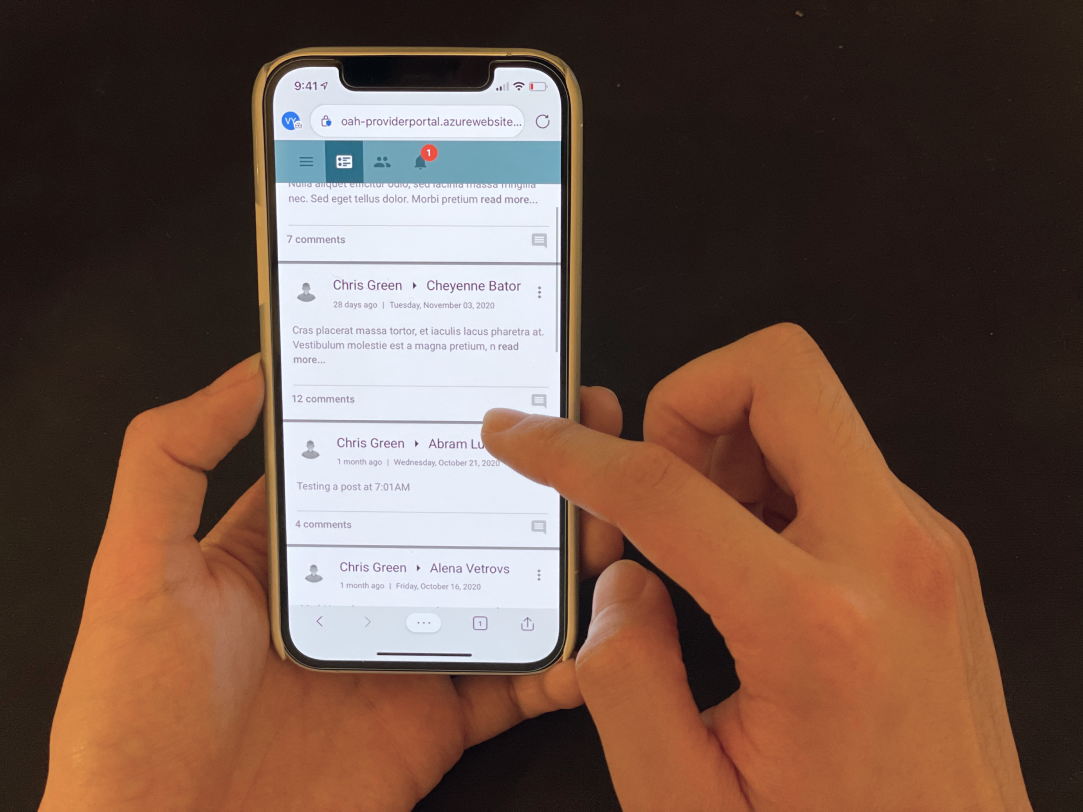 9:41
VY
oah-providerportal.azurewebsite...
1
Nulla aliquet efficitur odio, sed lacinia massa fringilla
nec. Sed eget tellus dolor. Morbi pretium read more...
7 comments
Chris Green Cheyenne Bator
28 days ago | Tuesday, November 03, 2020
Cras placerat massa tortor, et iaculis lacus pharetra at.
Vestibulum molestie est a magna pretium, n read
more...
12 comments
Chris Green Abram Lu
1 month ago | Wednesday, October 21, 2020
Testing a post at 7:01AM
4 comments
Chris Green Alena Vetrovs
1 month ago | Friday, October 16, 2020
...
1